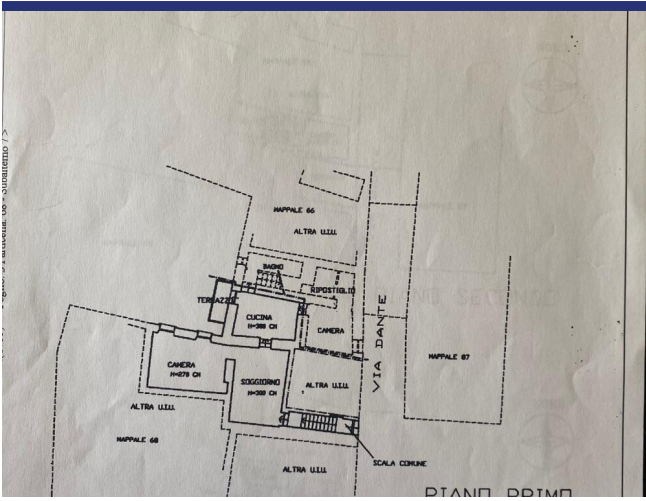 MAPPALE 66
ALTRA U.I.U.
BAGNO
RIPOSTIGLIO
TERRAZZO
CUCINA
H=300 CM
CAMERA
VIA DANTE
MAPPALE 87
CAMERA
H=270 CM
SOGGIORNO
H=300 CM
ALTRA U.I.U.
ALTRA U.I.U.
MAPPALE 68
SCALA COMUNE
ALTRA U.I.U.
PIANO PRIMO
PIANO SECONDO